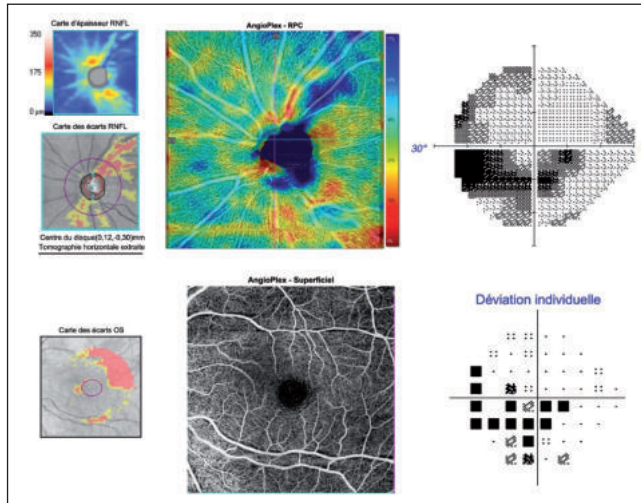 Carte d'épaisseur RNFL
350
175
0 µm
Carte des écarts RNFL
Centre du disque(0,12,-0,30)mm
Tomographie horizontale extraite
AngioPlex - RPC
30°
Carte des écarts OS
AngioPlex - Superficiel
Déviation individuelle